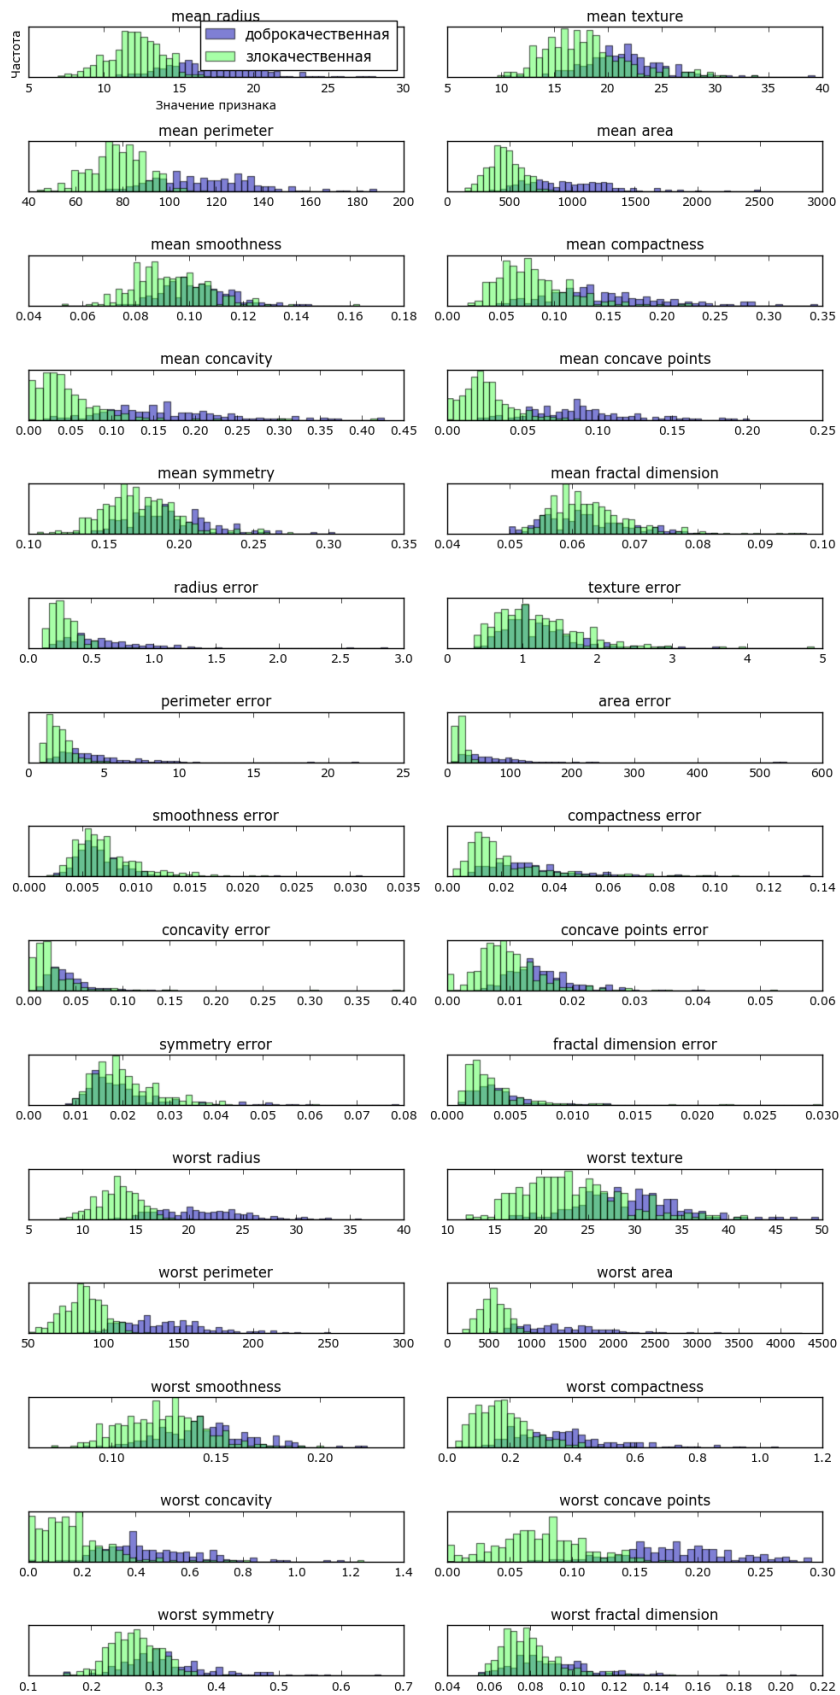 mean radius
доброкачественная
злокачественная
Частота
5 10 15 20 25 30
Значение признака
mean texture
5 10 15 20 25 30 35 40
mean perimeter
40 60 80 100 120 140 160 180 200
mean area
0 500 1000 1500 2000 2500 3000
mean smoothness
0.04 0.06 0.08 0.10 0.12 0.14 0.16 0.18
mean compactness
0.00 0.05 0.10 0.15 0.20 0.25 0.30 0.35
mean concavity
0.00 0.05 0.10 0.15 0.20 0.25 0.30 0.35 0.40 0.45
mean concave points
0.00 0.05 0.10 0.15 0.20 0.25
mean symmetry
0.10 0.15 0.20 0.25 0.30 0.35
mean fractal dimension
0.04 0.05 0.06 0.07 0.08 0.09 0.10
radius error
0.0 0.5 1.0 1.5 2.0 2.5 3.0
texture error
0 1 2 3 4 5
perimeter error
0 5 10 15 20 25
area error
0 100 200 300 400 500 600
smoothness error
0.000 0.005 0.010 0.015 0.020 0.025 0.030 0.035
compactness error
0.00 0.02 0.04 0.06 0.08 0.10 0.12 0.14
concavity error
0.00 0.05 0.10 0.15 0.20 0.25 0.30 0.35 0.40
concave points error
0.00 0.01 0.02 0.03 0.04 0.05 0.06
symmetry error
0.00 0.01 0.02 0.03 0.04 0.05 0.06 0.07 0.08
fractal dimension error
0.000 0.005 0.010 0.015 0.020 0.025 0.030
worst radius
5 10 15 20 25 30 35 40
worst texture
10 15 20 25 30 35 40 45 50
worst perimeter
50 100 150 200 250 300
worst area
0 500 1000 1500 2000 2500 3000 3500 4000 4500
worst smoothness
0.10 0.15 0.20
worst compactness
0.0 0.2 0.4 0.6 0.8 1.0 1.2
worst concavity
0.0 0.2 0.4 0.6 0.8 1.0 1.2 1.4
worst concave points
0.00 0.05 0.10 0.15 0.20 0.25 0.30
worst symmetry
0.1 0.2 0.3 0.4 0.5 0.6 0.7
worst fractal dimension
0.04 0.06 0.08 0.10 0.12 0.14 0.16 0.18 0.20 0.22